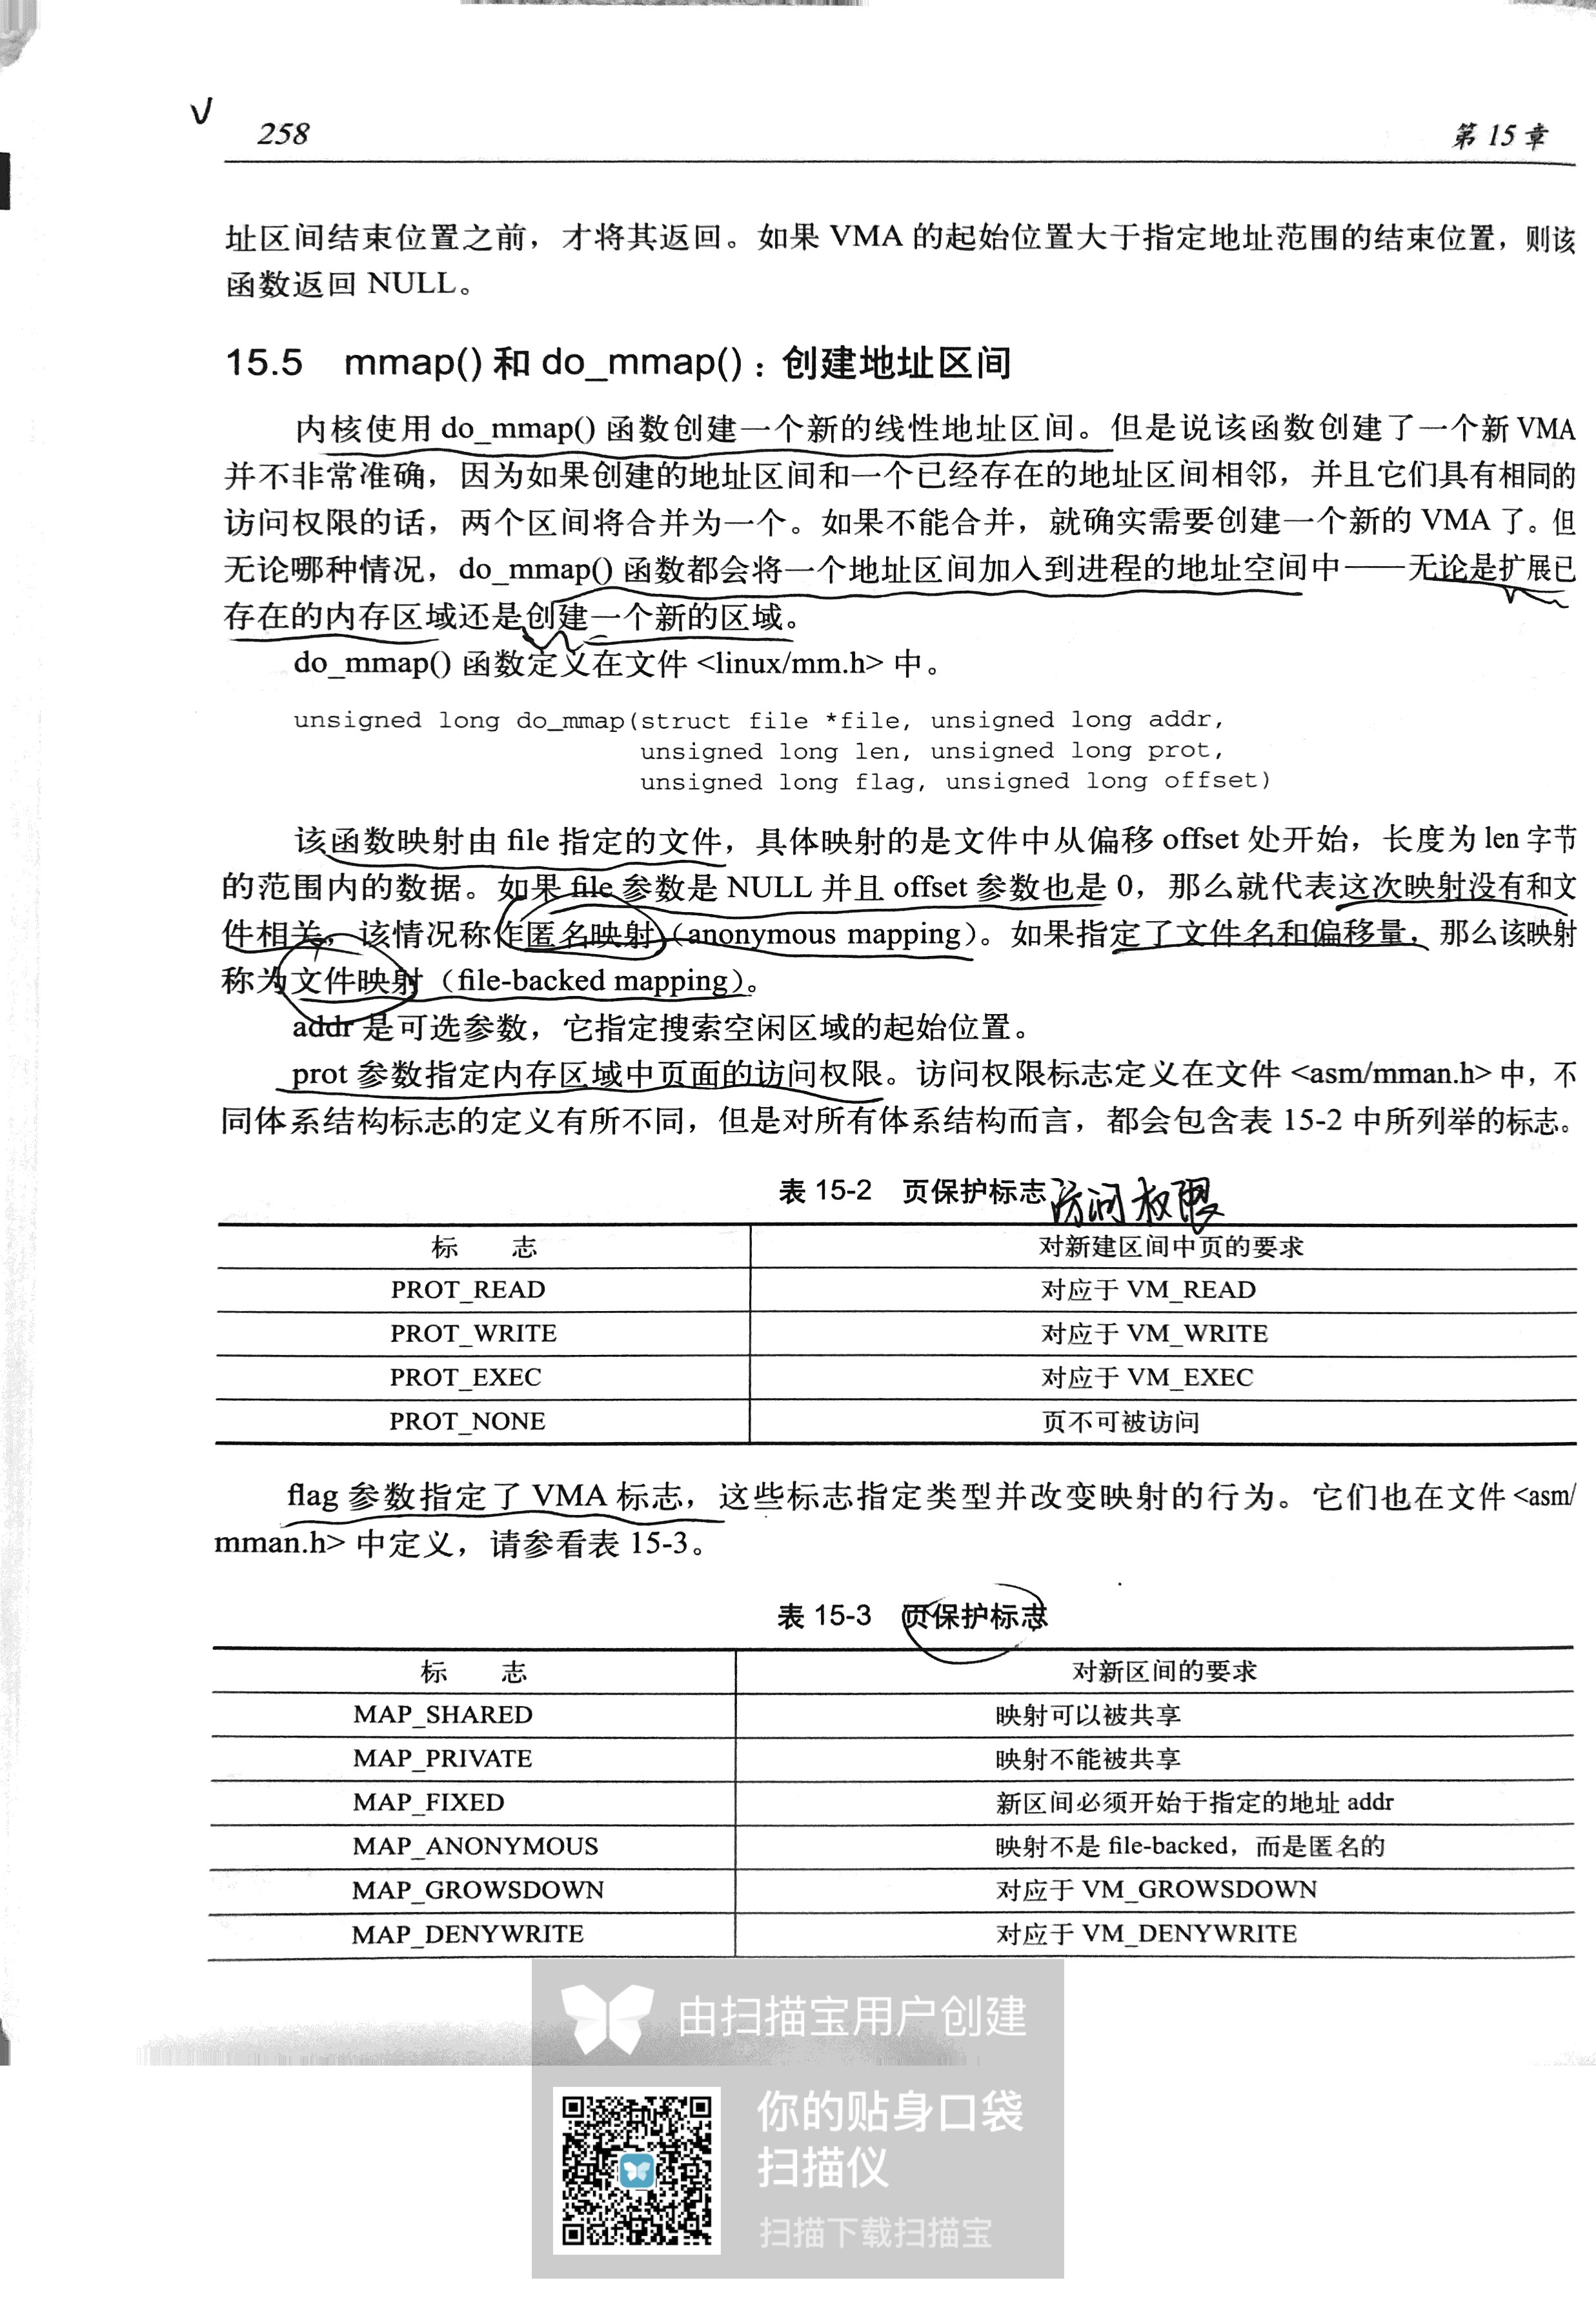 258 第 15 章
址区间结束位置之前，才将其返回。如果 VMA 的起始位置大于指定地址范围的结束位置，则该
函数返回 NULL。
15.5 mmap() 和 do_mmap()：创建地址区间
内核使用 do_mmap() 函数创建一个新的线性地址区间。但是说该函数创建了一个新 VMA
并不非常准确，因为如果创建的地址区间和一个已经存在的地址区间相邻，并且它们具有相同的
访问权限的话，两个区间将合并为一个。如果不能合并，就确实需要创建一个新的 VMA 了。但
无论哪种情况，do_mmap() 函数都会将一个地址区间加入到进程的地址空间中——无论是扩展已
存在的内存区域还是创建一个新的区域。
do_mmap() 函数定义在文件 <linux/mm.h> 中。
unsigned long do_mmap(struct file *file, unsigned long addr,
unsigned long len, unsigned long prot,
unsigned long flag, unsigned long offset)
该函数映射由 file 指定的文件，具体映射的是文件中从偏移 offset 处开始，长度为 len 字节
的范围内的数据。如果 file 参数是 NULL 并且 offset 参数也是 0，那么就代表这次映射没有和文
件相关，该情况称作匿名映射（anonymous mapping）。如果指定了文件名和偏移量，那么该映射
称为文件映射（file-backed mapping）。
addr 是可选参数，它指定搜索空闲区域的起始位置。
prot 参数指定内存区域中页面的访问权限。访问权限标志定义在文件 <asm/mman.h> 中，不
同体系结构标志的定义有所不同，但是对所有体系结构而言，都会包含表 15-2 中所列举的标志。
表 15-2 页保护标志 访问权限
标 志 对新建区间中页的要求
PROT_READ 对应于 VM_READ
PROT_WRITE 对应于 VM_WRITE
PROT_EXEC 对应于 VM_EXEC
PROT_NONE 页不可被访问
flag 参数指定了 VMA 标志，这些标志指定类型并改变映射的行为。它们也在文件 <asm/
mman.h> 中定义，请参看表 15-3。
表 15-3 页保护标志
标 志 对新区间的要求
MAP_SHARED 映射可以被共享
MAP_PRIVATE 映射不能被共享
MAP_FIXED 新区间必须开始于指定的地址 addr
MAP_ANONYMOUS 映射不是 file-backed，而是匿名的
MAP_GROWSDOWN 对应于 VM_GROWSDOWN
MAP_DENYWRITE 对应于 VM_DENYWRITE
由扫描宝用户创建
你的贴身口袋
扫描仪
扫描下载扫描宝